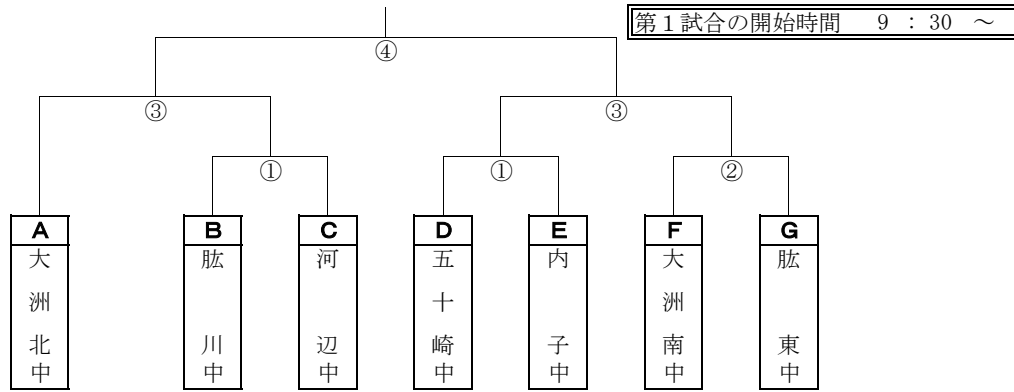 第１試合の開始時間　９：30　～
④
③
③
①
①
②
A
B
C
D
E
F
G
大洲北中
肱川中
河辺中
五十崎中
内子中
大洲南中
肱東中